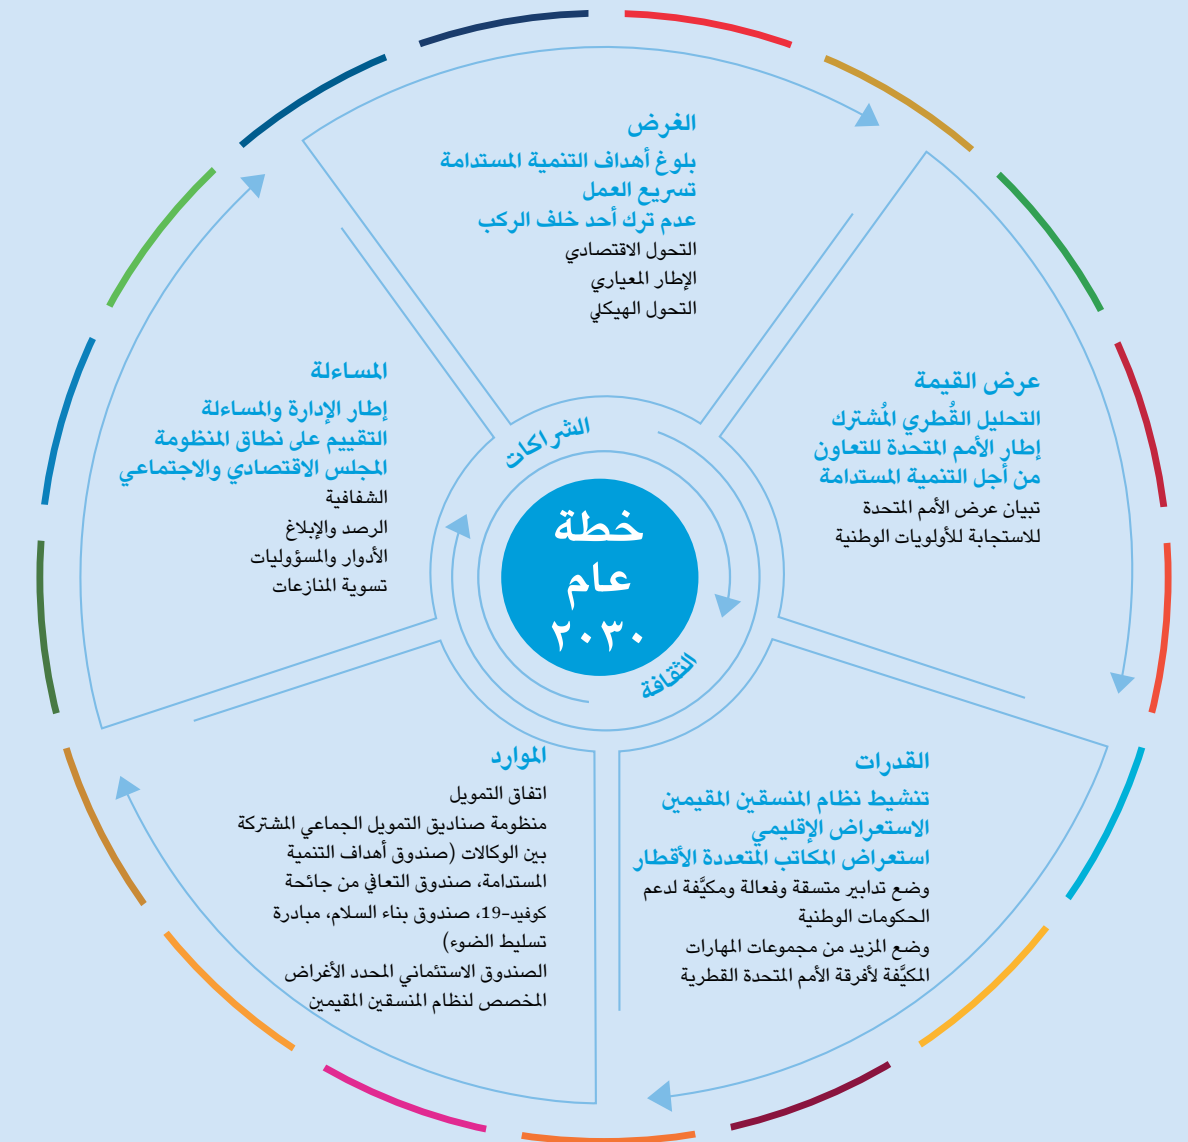 الغرض
بلوغ أهداف التنمية المستدامة
تسريع العمل
عدم ترك أحد خلف الركب
التحول الاقتصادي
الإطار المعياري
التحول الهيكلي
عرض القيمة
التحليل القُطري المُشترك
إطار الأمم المتحدة للتعاون
من أجل التنمية المستدامة
تبيان عرض الأمم المتحدة
للاستجابة للأولويات الوطنية
القدرات
تنشيط نظام المنسقين المقيمين
الاستعراض الإقليمي
استعراض المكاتب المتعددة الأقطار
وضع تدابير متسقة وفعالة ومكيَّفة لدعم
الحكومات الوطنية
وضع المزيد من مجموعات المهارات
المكيَّفة لأفرقة الأمم المتحدة القطرية
الموارد
اتفاق التمويل
منظومة صناديق التمويل الجماعي المشتركة
بين الوكالات (صندوق أهداف التنمية
المستدامة، صندوق التعافي من جائحة
كوفيد-19، صندوق بناء السلام، مبادرة
تسليط الضوء)
الصندوق الاستئماني المحدد الأغراض
المخصص لنظام المنسقين المقيمين
المساءلة
إطار الإدارة والمساءلة
التقييم على نطاق المنظومة
المجلس الاقتصادي والاجتماعي
الشفافية
الرصد والإبلاغ
الأدوار والمسؤوليات
تسوية المنازعات
الشراكات
خطة
عام
٢٠٣٠
الثقافة